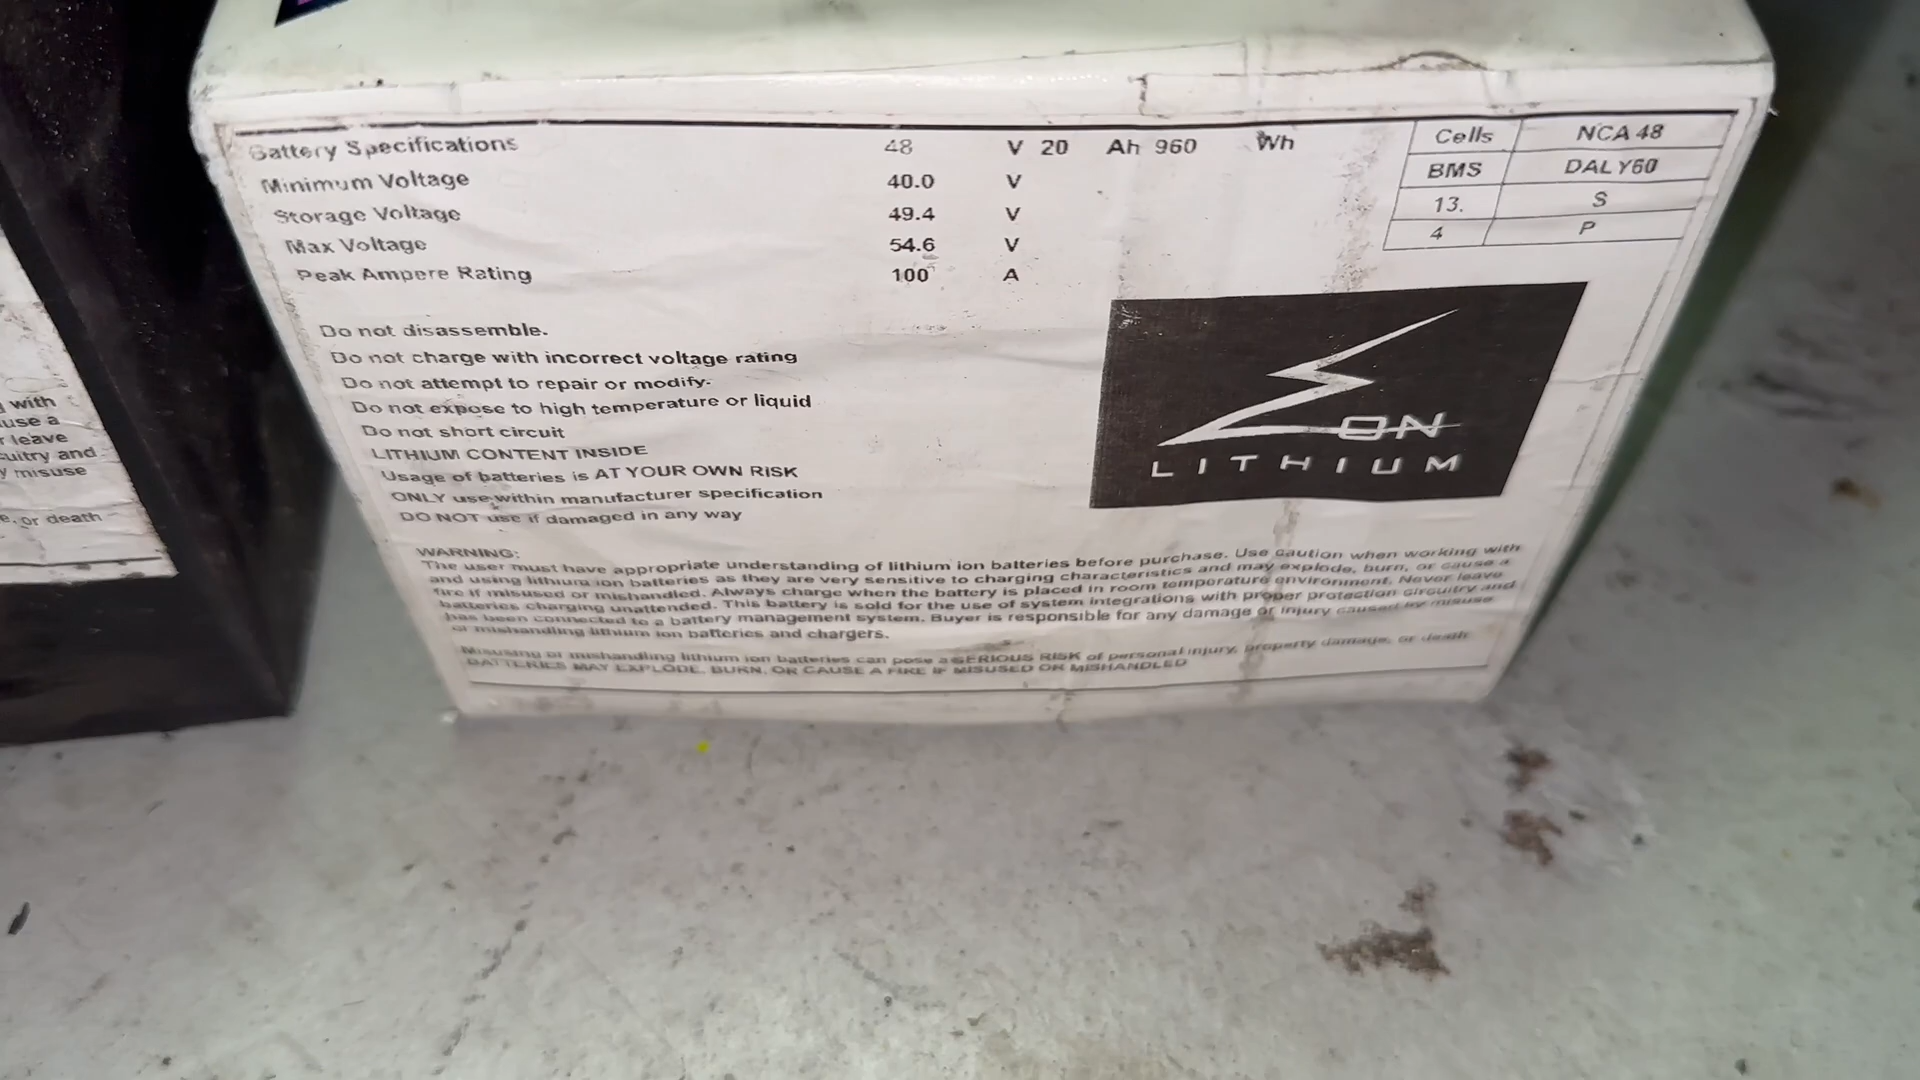 with
use a
leave
cuitry and
y misuse
e, or death
Battery Specifications 48 V 20 Ah 960 Wh
Minimum Voltage 40.0 V
Storage Voltage 49.4 V
Max Voltage 54.6 V
Peak Ampere Rating 100 A
Cells NCA 48
BMS DALY60
13. S
4 P
Do not disassemble.
Do not charge with incorrect voltage rating
Do not attempt to repair or modify.
Do not expose to high temperature or liquid
Do not short circuit
LITHIUM CONTENT INSIDE
Usage of batteries is AT YOUR OWN RISK
ONLY use within manufacturer specification
DO NOT use if damaged in any way
ZON
LITHIUM
WARNING:
The user must have appropriate understanding of lithium ion batteries before purchase. Use caution when working with
and using lithium ion batteries as they are very sensitive to charging characteristics and may explode, burn, or cause a
fire if misused or mishandled. Always charge when the battery is placed in room temperature environment. Never leave
batteries charging unattended. This battery is sold for the use of system integrations with proper protection circuitry and
has been connected to a battery management system. Buyer is responsible for any damage or injury caused by misuse
or mishandling lithium ion batteries and chargers.
Misusing or mishandling lithium ion batteries can pose a SERIOUS RISK of personal injury, property damage, or death
BATTERIES MAY EXPLODE, BURN, OR CAUSE A FIRE IF MISUSED OR MISHANDLED